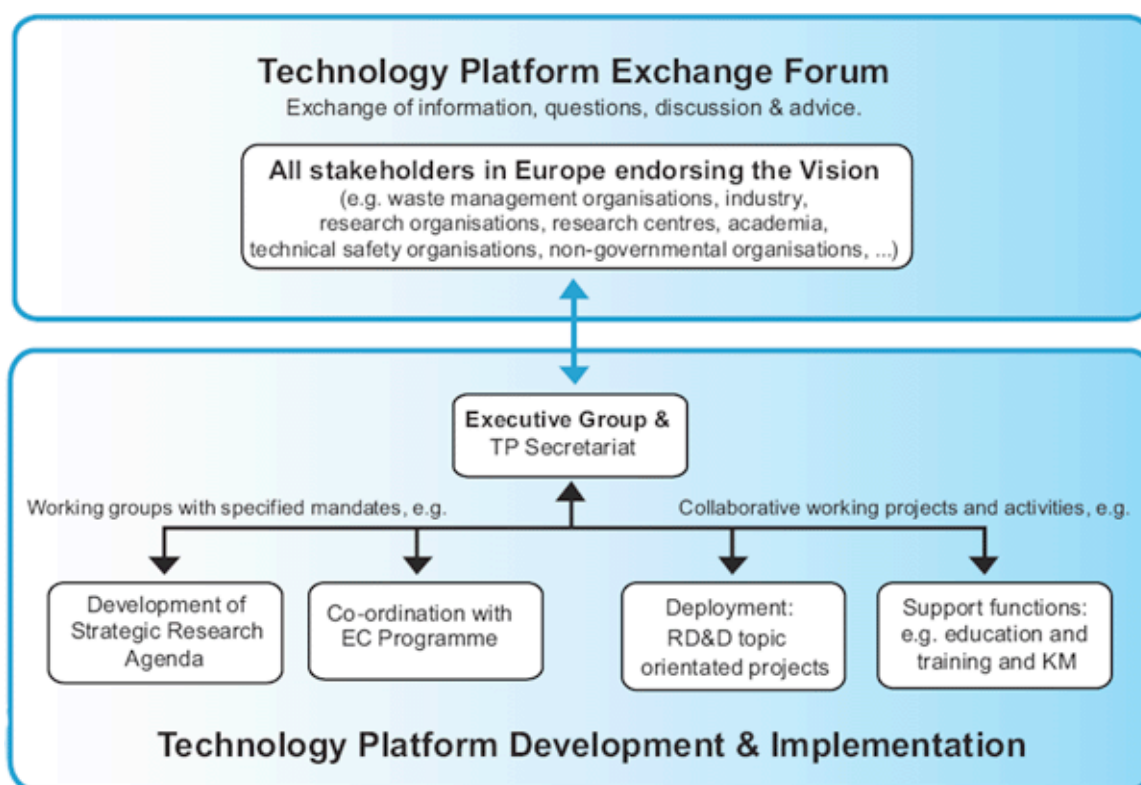 Technology Platform Exchange Forum
Exchange of information, questions, discussion & advice.
All stakeholders in Europe endorsing the Vision
(e.g. waste management organisations, industry,
research organisations, research centres, academia,
technical safety organisations, non-governmental organisations, ...)
Executive Group &
TP Secretariat
Working groups with specified mandates, e.g.
Collaborative working projects and activities, e.g.
Development of
Strategic Research
Agenda
Co-ordination with
EC Programme
Deployment:
RD&D topic
orientated projects
Support functions:
e.g. education and
training and KM
Technology Platform Development & Implementation